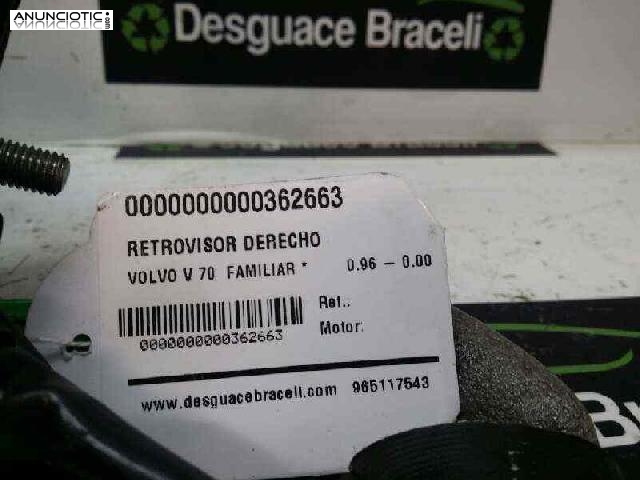 ANUNCIOTIC.com
Desguace Braceli
0000000000362663
RETROVISOR DERECHO
VOLVO V 70 FAMILIAR * 0.96 - 0.00
Ref.:
0000000000362663
Motor:
www.desguacebraceli.com 965117543